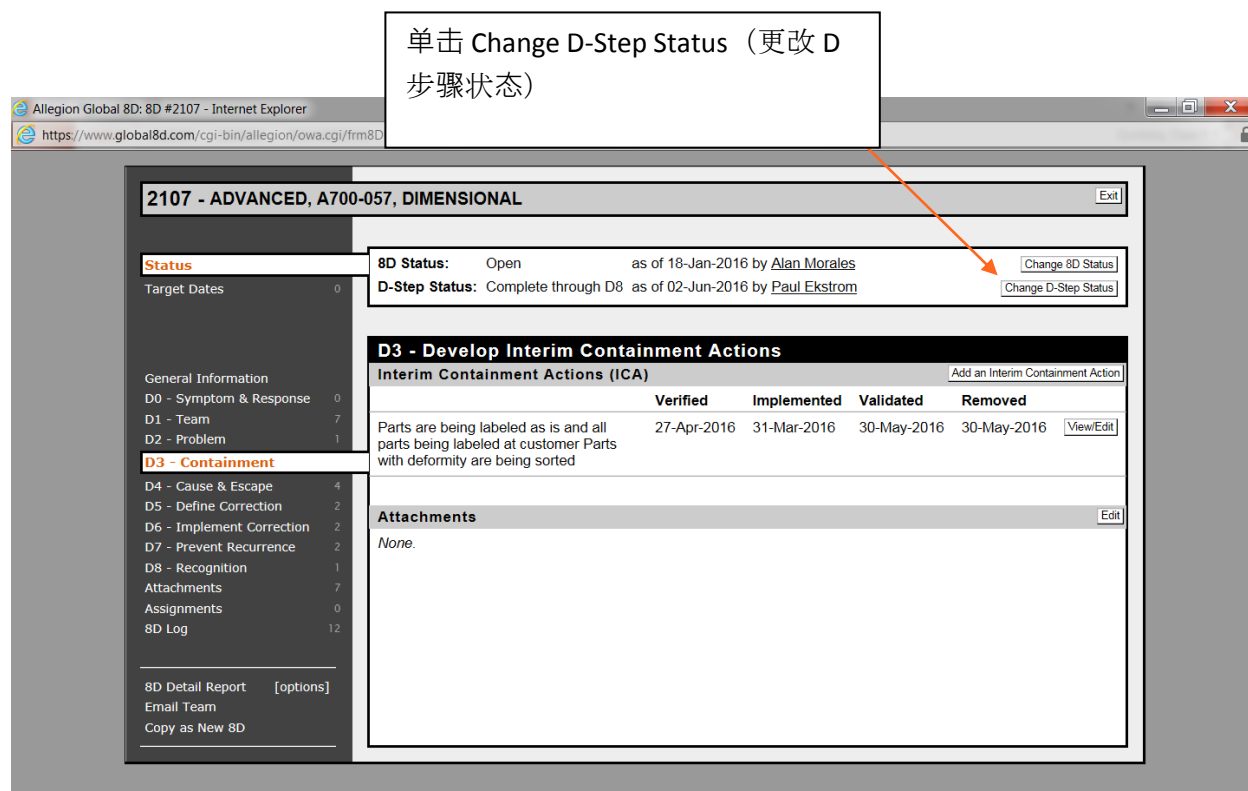 单击 Change D-Step Status（更改 D
步骤状态）
Allegion Global 8D: 8D #2107 - Internet Explorer
https://www.global8d.com/cgi-bin/allegion/owa.cgi/frm8D
2107 - ADVANCED, A700-057, DIMENSIONAL
Exit
Status
Target Dates 0
General Information
D0 - Symptom & Response 0
D1 - Team 7
D2 - Problem 1
D3 - Containment
D4 - Cause & Escape 4
D5 - Define Correction 2
D6 - Implement Correction 2
D7 - Prevent Recurrence 2
D8 - Recognition 1
Attachments 7
Assignments 0
8D Log 12
8D Detail Report [options]
Email Team
Copy as New 8D
8D Status: Open as of 18-Jan-2016 by Alan Morales Change 8D Status
D-Step Status: Complete through D8 as of 02-Jun-2016 by Paul Ekstrom Change D-Step Status
D3 - Develop Interim Containment Actions
Interim Containment Actions (ICA) Add an Interim Containment Action
Verified Implemented Validated Removed
Parts are being labeled as is and all 27-Apr-2016 31-Mar-2016 30-May-2016 30-May-2016 View/Edit
parts being labeled at customer Parts
with deformity are being sorted
Attachments Edit
None.